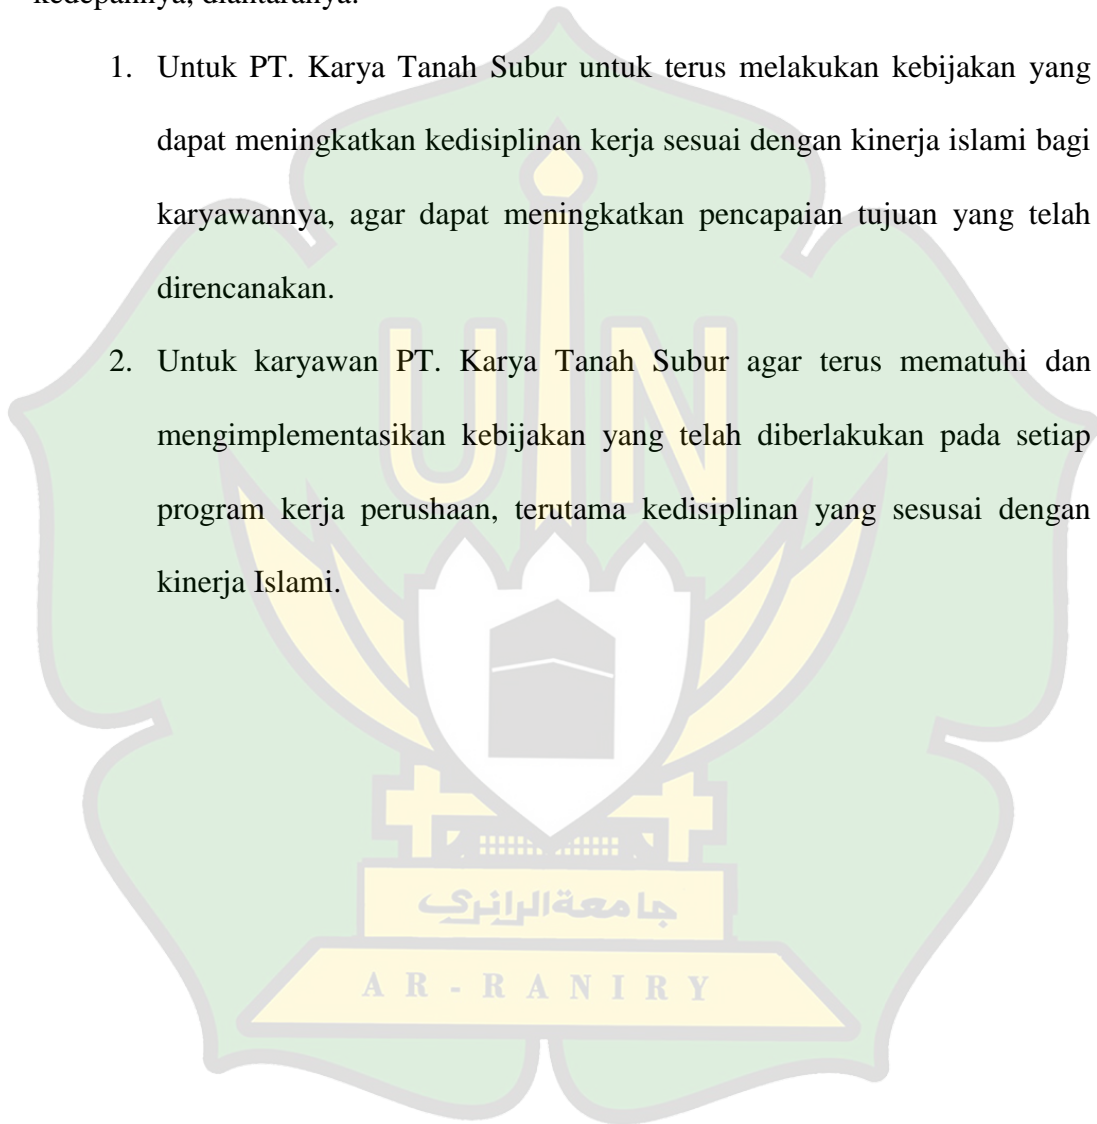 kedepannya, diantaranya:
1. Untuk PT. Karya Tanah Subur untuk terus melakukan kebijakan yang
dapat meningkatkan kedisiplinan kerja sesuai dengan kinerja islami bagi
karyawannya, agar dapat meningkatkan pencapaian tujuan yang telah
direncanakan.
2. Untuk karyawan PT. Karya Tanah Subur agar terus mematuhi dan
mengimplementasikan kebijakan yang telah diberlakukan pada setiap
program kerja perushaan, terutama kedisiplinan yang sesusai dengan
kinerja Islami.
UIN
جامعةالرانري
AR-RANIRY